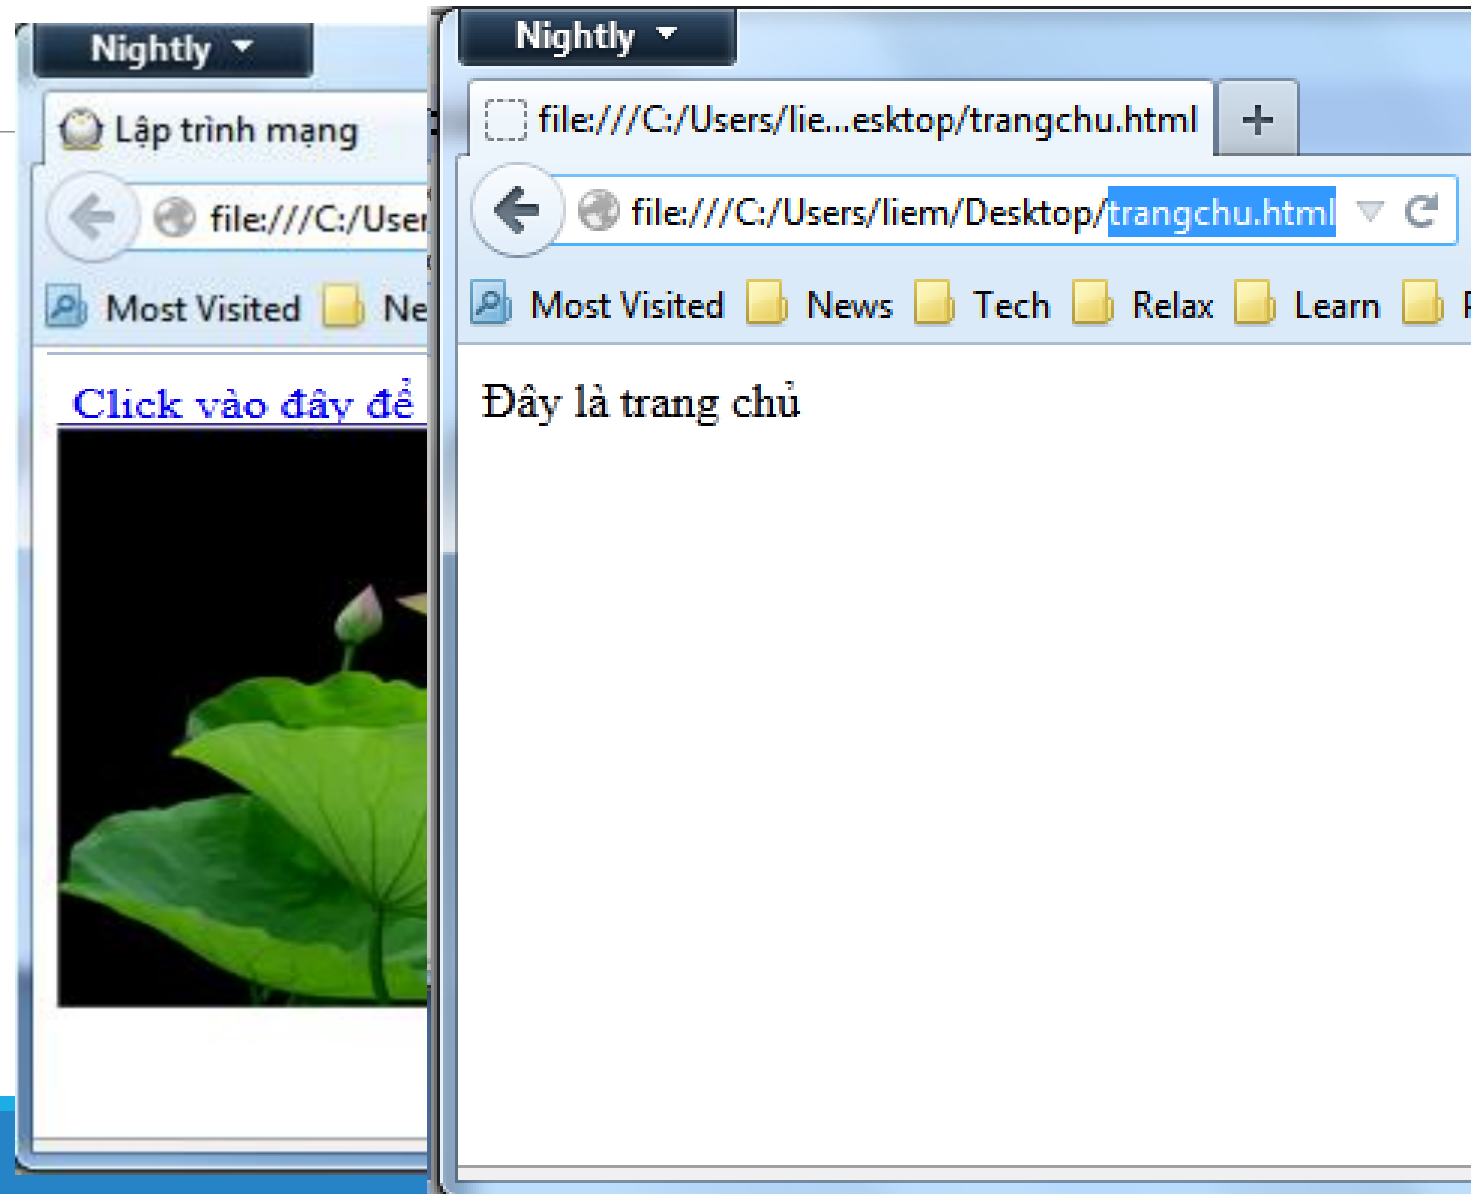 Nightly
Lập trình mạng
file:///C:/User
Most Visited Ne
Click vào đây để
Nightly
file:///C:/Users/lie...esktop/trangchu.html +
file:///C:/Users/liem/Desktop/trangchu.html
Most Visited News Tech Relax Learn
Đây là trang chủ